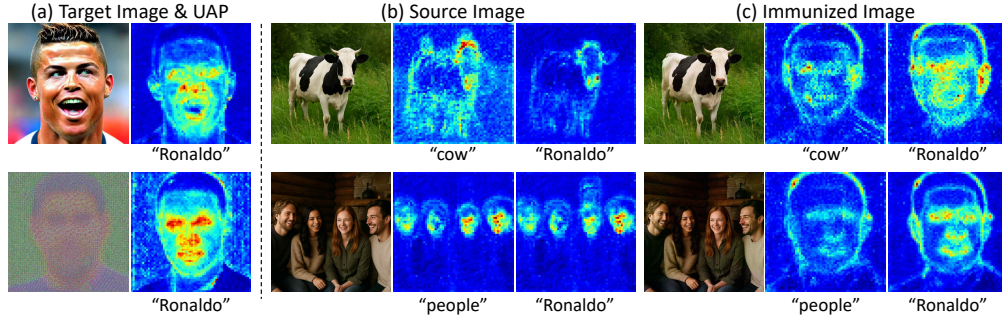 (a) Target Image & UAP
(b) Source Image
(c) Immunized Image
“Ronaldo”
“cow”
“Ronaldo”
“cow”
“Ronaldo”
“Ronaldo”
“people”
“Ronaldo”
“people”
“Ronaldo”